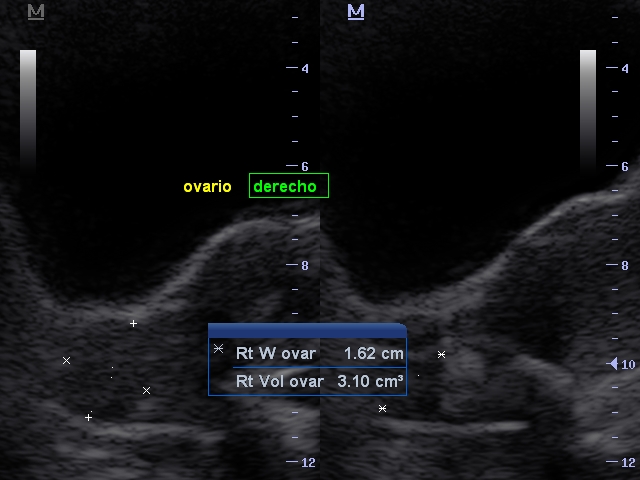 M M
4 4
6 6
ovario derecho
8 8
Rt W ovar 1.62 cm
Rt Vol ovar 3.10 cm³
10
12 12